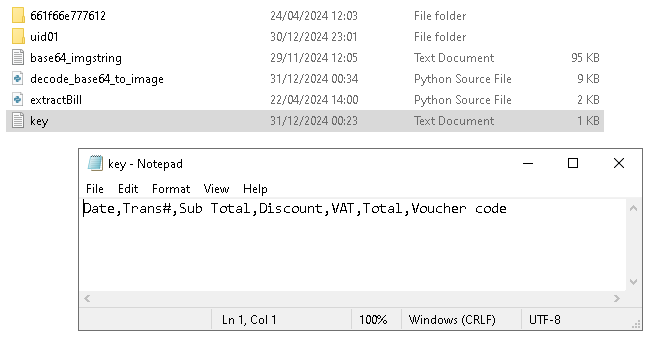 661f66e777612 24/04/2024 12:03 File folder
uid01 30/12/2024 23:01 File folder
base64_imgstring 29/11/2024 12:05 Text Document 95 KB
decode_base64_to_image 31/12/2024 00:34 Python Source File 9 KB
extractBill 22/04/2024 14:00 Python Source File 2 KB
key 31/12/2024 00:23 Text Document 1 KB
key - Notepad
File Edit Format View Help
Date,Trans#,Sub Total,Discount,VAT,Total,Voucher code
Ln 1, Col 1 100% Windows (CRLF) UTF-8